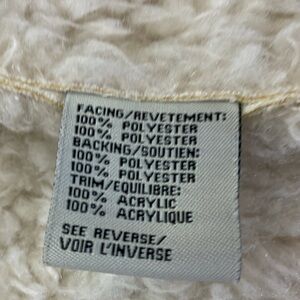 FACING/REVETEMENT:
100% POLYESTER
100% POLYESTER
BACKING/SOUTIEN:
100% POLYESTER
100% POLYESTER
TRIM/EQUILIBRE:
100% ACRYLIC
100% ACRYLIQUE
SEE REVERSE/
VOIR L'INVERSE